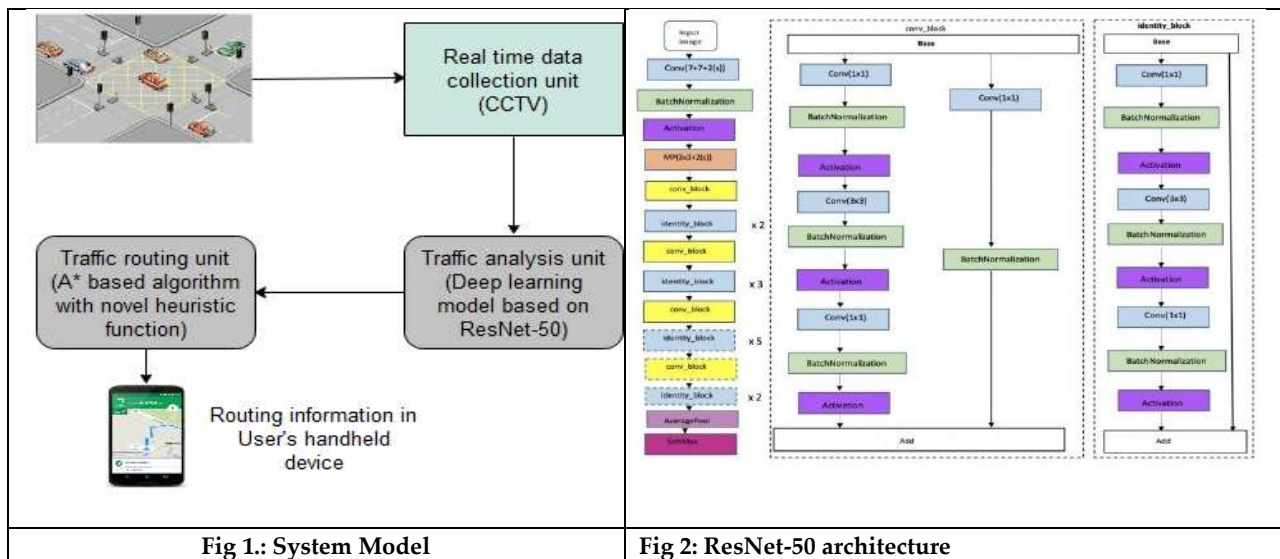 Real time data
collection unit
(CCTV)
Traffic routing unit
(A* based algorithm
with novel heuristic
function)
Traffic analysis unit
(Deep learning
model based on
ResNet-50)
Routing information in
User's handheld
device
Fig 1.: System Model
Input
image
Conv(7+7+2(s))
BatchNormalization
Activation
MP(3x3+2(s))
conv_block
identity_block
x 2
conv_block
identity_block
x 3
conv_block
identity_block
x 5
conv_block
identity_block
x 2
AveragePool
SoftMax
conv_block
Base
Conv(1x1)
BatchNormalization
Activation
Conv(3x3)
BatchNormalization
Activation
Conv(1x1)
BatchNormalization
Activation
Conv(1x1)
BatchNormalization
Add
identity_block
Base
Conv(1x1)
BatchNormalization
Activation
Conv(3x3)
BatchNormalization
Activation
Conv(1x1)
BatchNormalization
Activation
Add
Fig 2: ResNet-50 architecture